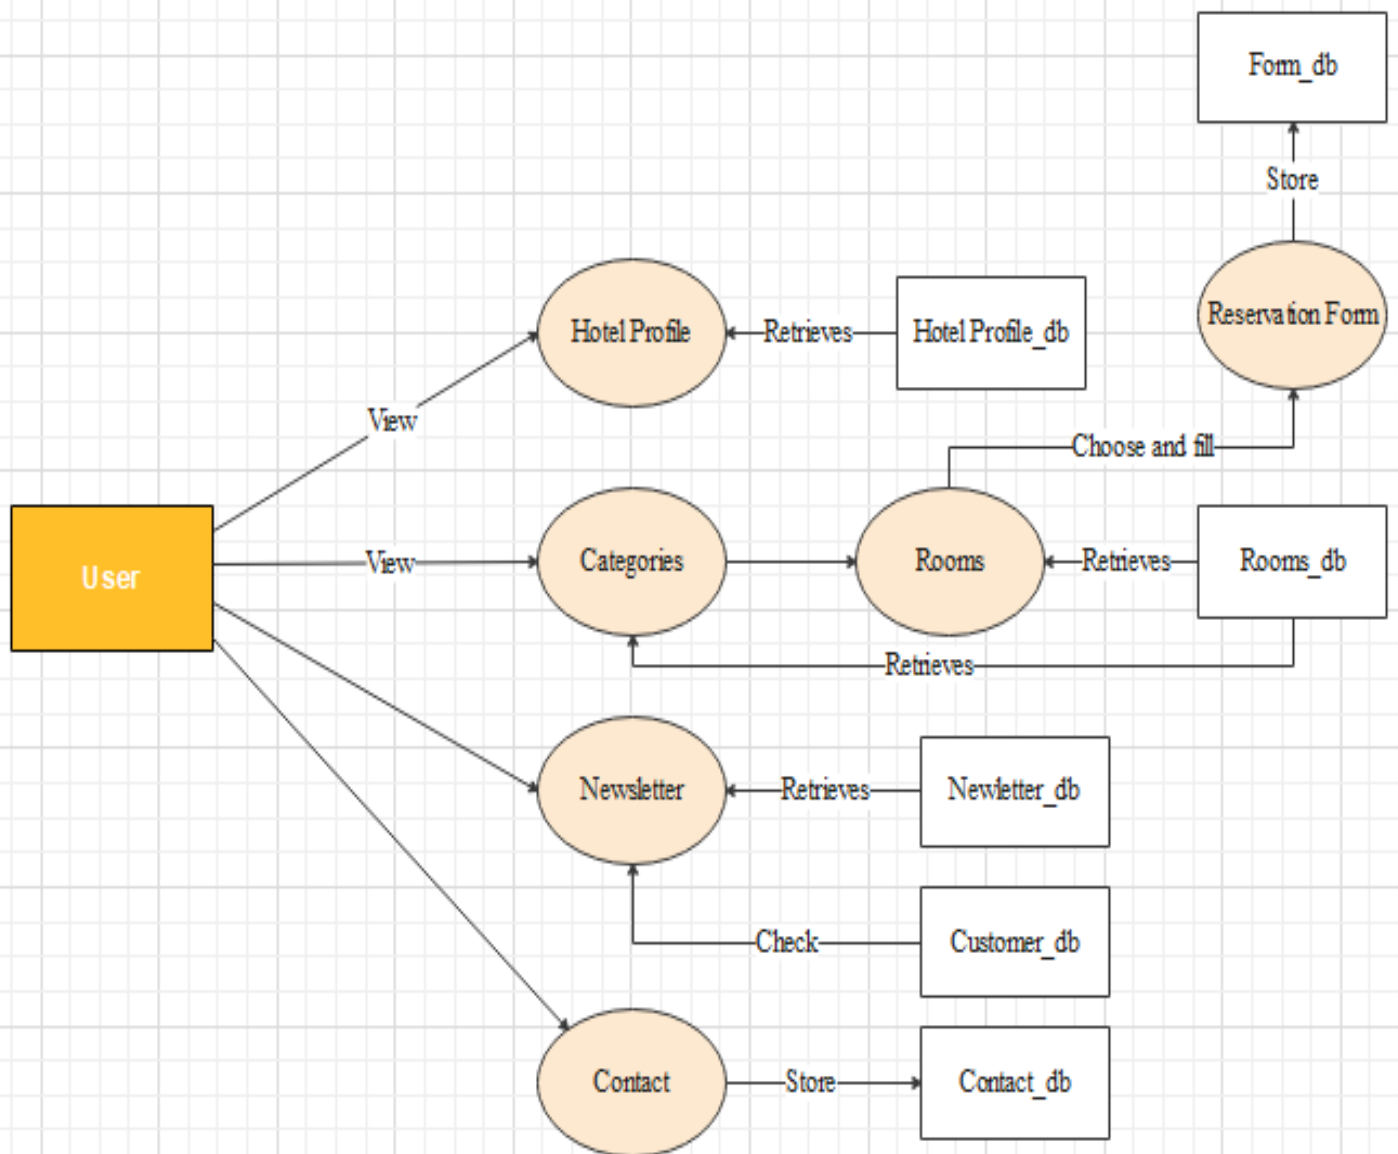 Form_db
Store
Reservation Form
Hotel Profile
Retrieves
Hotel Profile_db
View
Choose and fill
User
View
Categories
Rooms
Retrieves
Rooms_db
Retrieves
Newsletter
Retrieves
Newletter_db
Check
Customer_db
Contact
Store
Contact_db